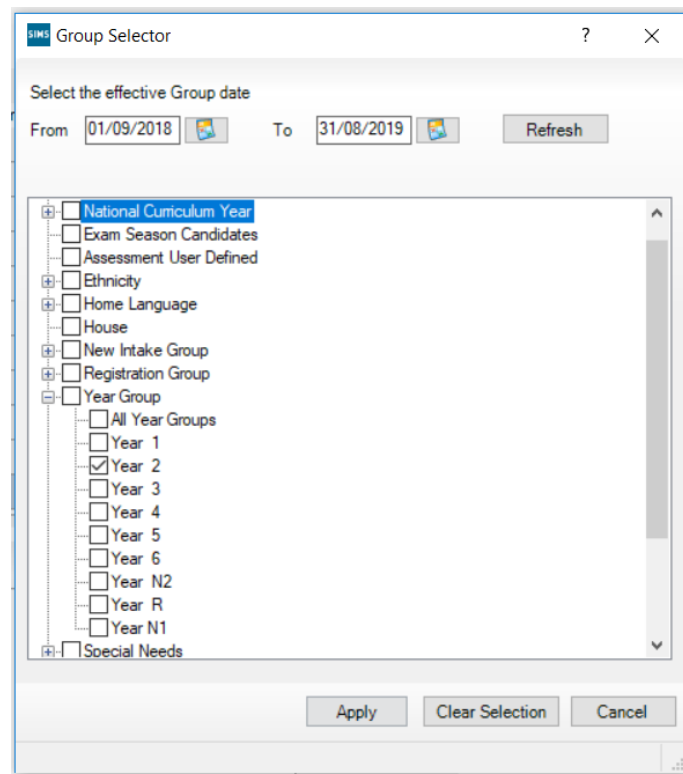 SIMS Group Selector ?
Select the effective Group date
From 01/09/2018 To 31/08/2019 Refresh
National Curriculum Year
Exam Season Candidates
Assessment User Defined
Ethnicity
Home Language
House
New Intake Group
Registration Group
Year Group
All Year Groups
Year 1
Year 2
Year 3
Year 4
Year 5
Year 6
Year N2
Year R
Year N1
Special Needs
Apply Clear Selection Cancel